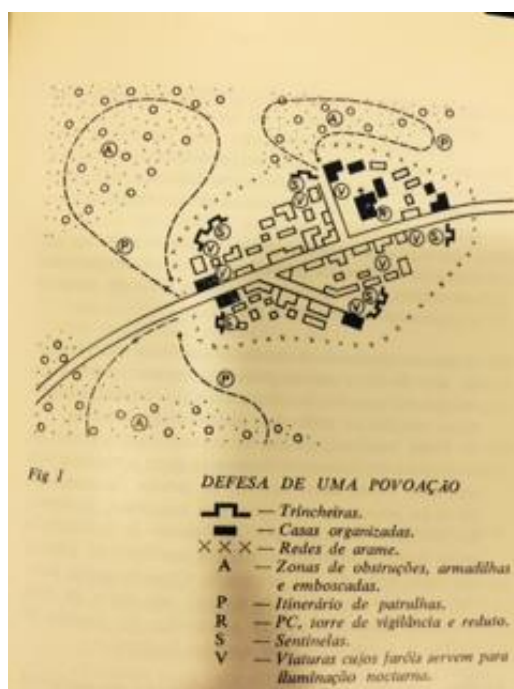 A
A
P
P
S
V
V
R
S
V
V
V
S
V
V
S
S
V
P
A
Fig 1
DEFESA DE UMA POVOAÇÃO
— Trincheiras.
— Casas organizadas.
× × × — Redes de arame.
A — Zonas de obstruções, armadilhas
e emboscadas.
P — Itinerário de patrulhas.
R — PC, torre de vigilância e reduto.
S — Sentinelas.
V — Viaturas cujos faróis servem para
iluminação nocturna.